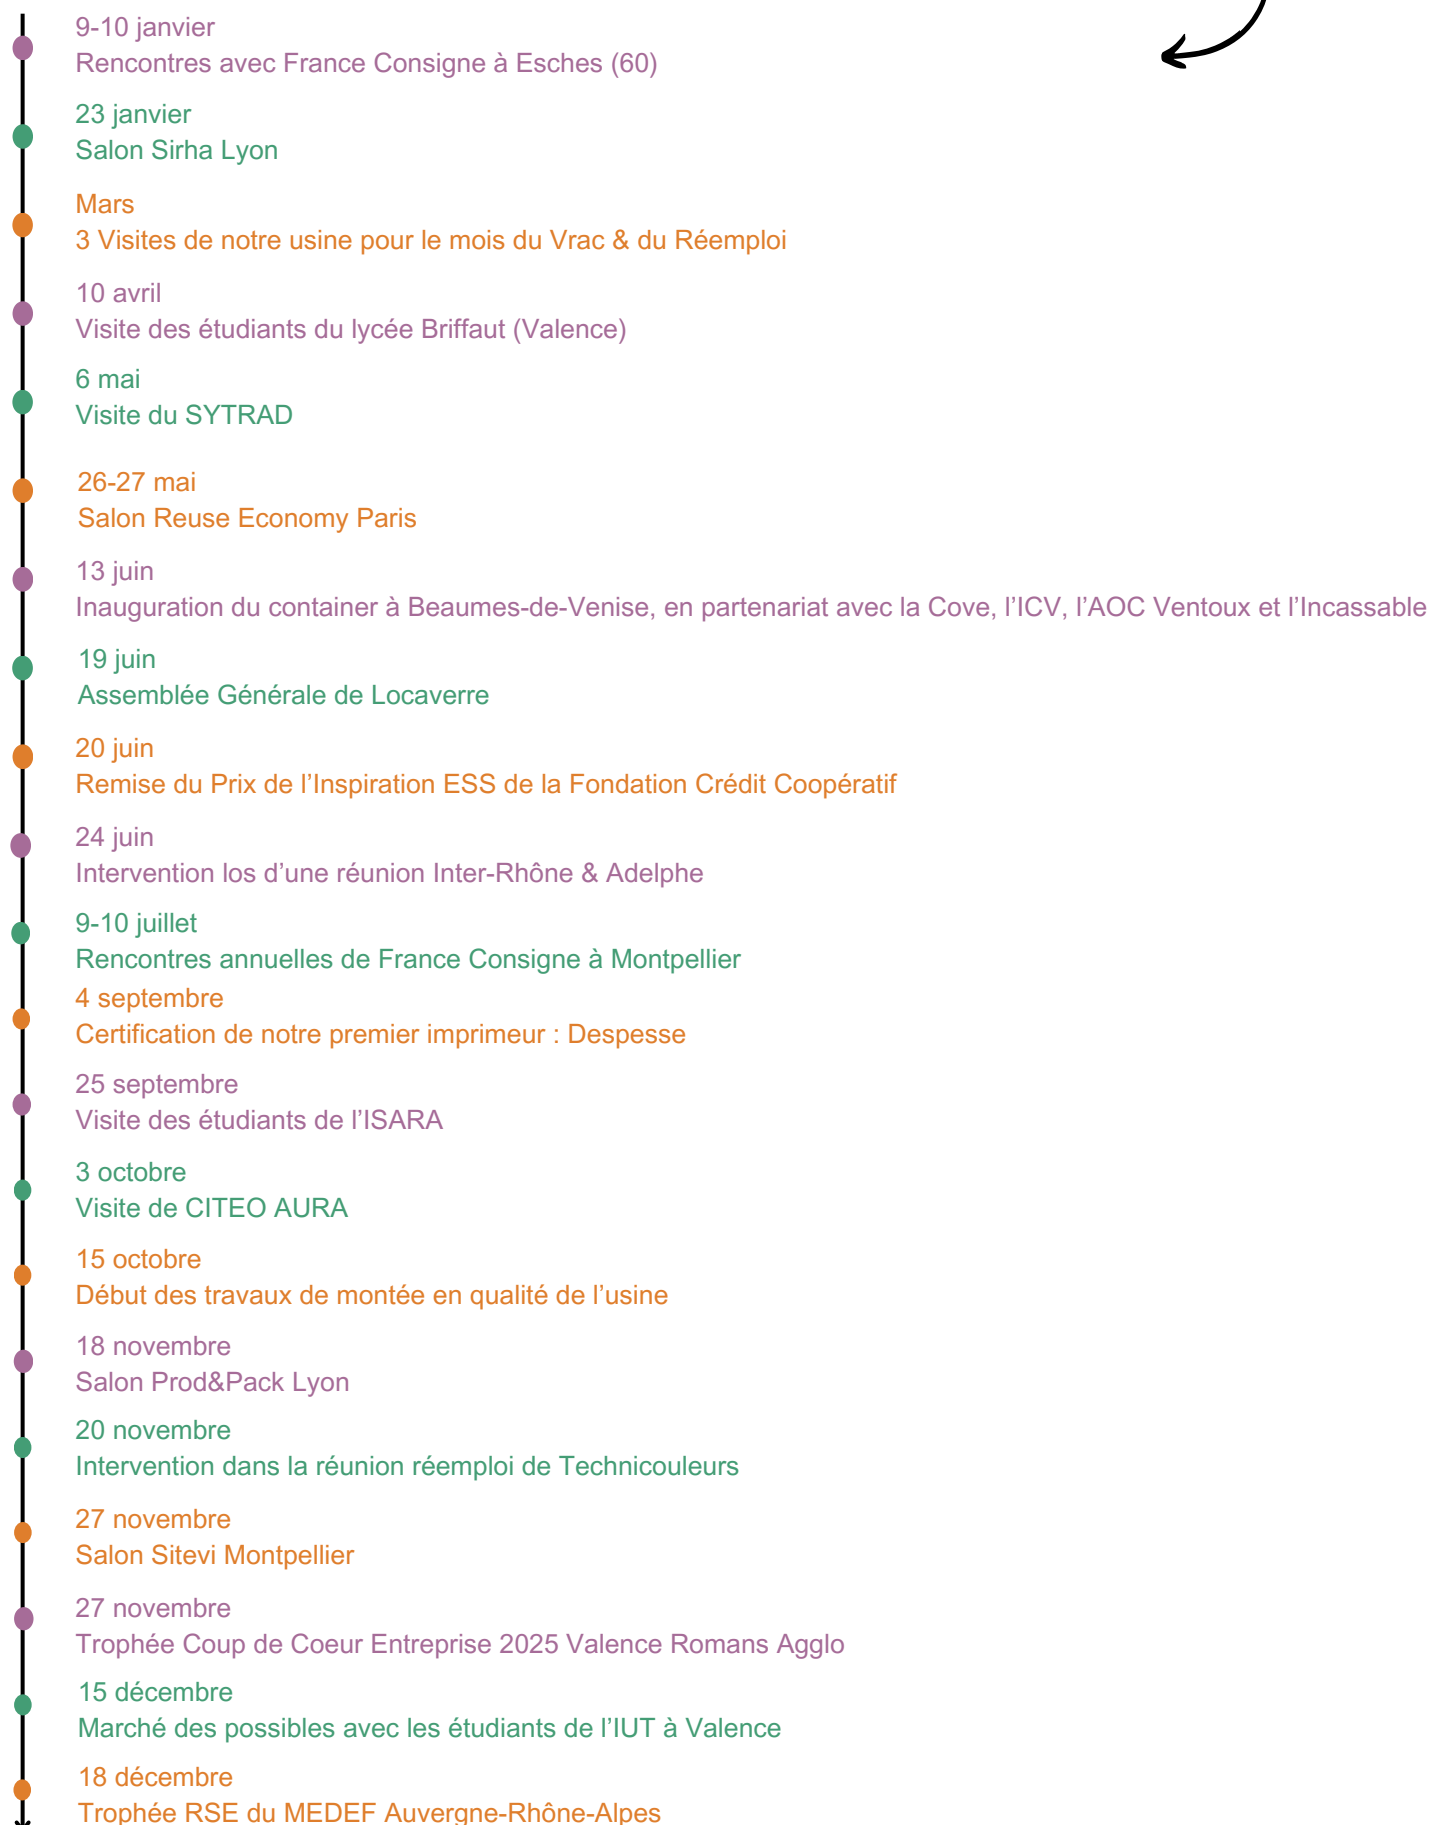 9-10 janvier
Rencontres avec France Consigne à Esches (60)
23 janvier
Salon Sirha Lyon
Mars
3 Visites de notre usine pour le mois du Vrac & du Réemploi
10 avril
Visite des étudiants du lycée Briffaut (Valence)
6 mai
Visite du SYTRAD
26-27 mai
Salon Reuse Economy Paris
13 juin
Inauguration du container à Beaumes-de-Venise, en partenariat avec la Cove, l’ICV, l’AOC Ventoux et l’Incassable
19 juin
Assemblée Générale de Locaverre
20 juin
Remise du Prix de l’Inspiration ESS de la Fondation Crédit Coopératif
24 juin
Intervention los d’une réunion Inter-Rhône & Adelphe
9-10 juillet
Rencontres annuelles de France Consigne à Montpellier
4 septembre
Certification de notre premier imprimeur : Despesse
25 septembre
Visite des étudiants de l’ISARA
3 octobre
Visite de CITEO AURA
15 octobre
Début des travaux de montée en qualité de l’usine
18 novembre
Salon Prod&Pack Lyon
20 novembre
Intervention dans la réunion réemploi de Technicouleurs
27 novembre
Salon Sitevi Montpellier
27 novembre
Trophée Coup de Coeur Entreprise 2025 Valence Romans Agglo
15 décembre
Marché des possibles avec les étudiants de l’IUT à Valence
18 décembre
Trophée RSE du MEDEF Auvergne-Rhône-Alpes